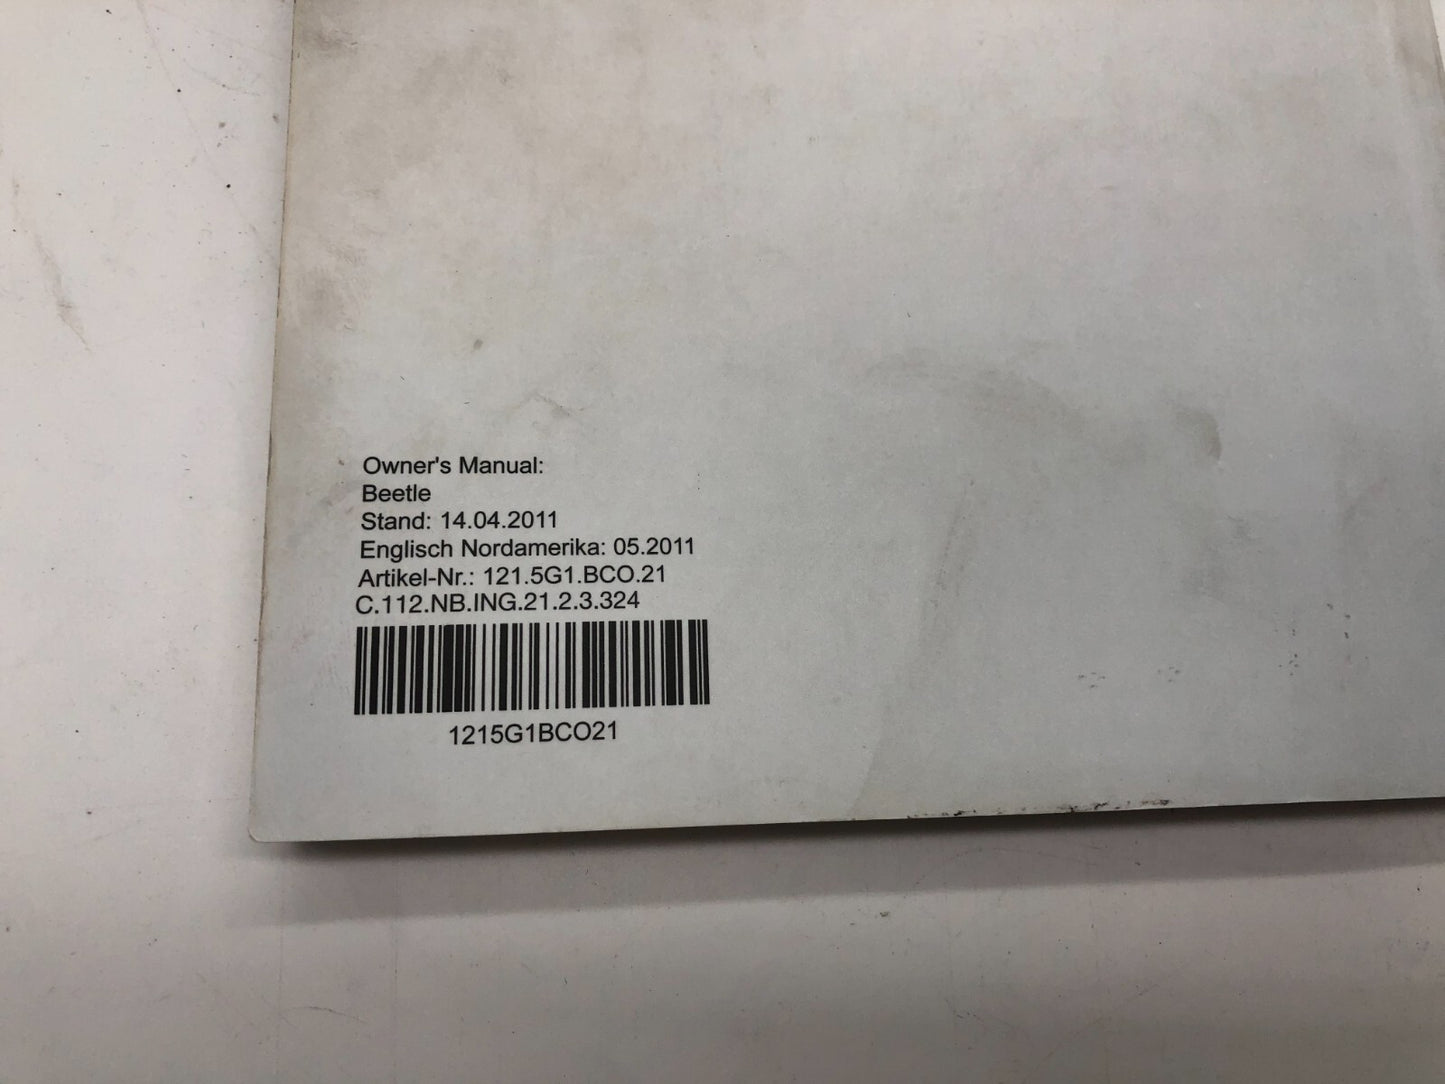 Owner's Manual:
Beetle
Stand: 14.04.2011
Englisch Nordamerika: 05.2011
Artikel-Nr.: 121.5G1.BCO.21
C.112.NB.ING.21.2.3.324
1215G1BCO21